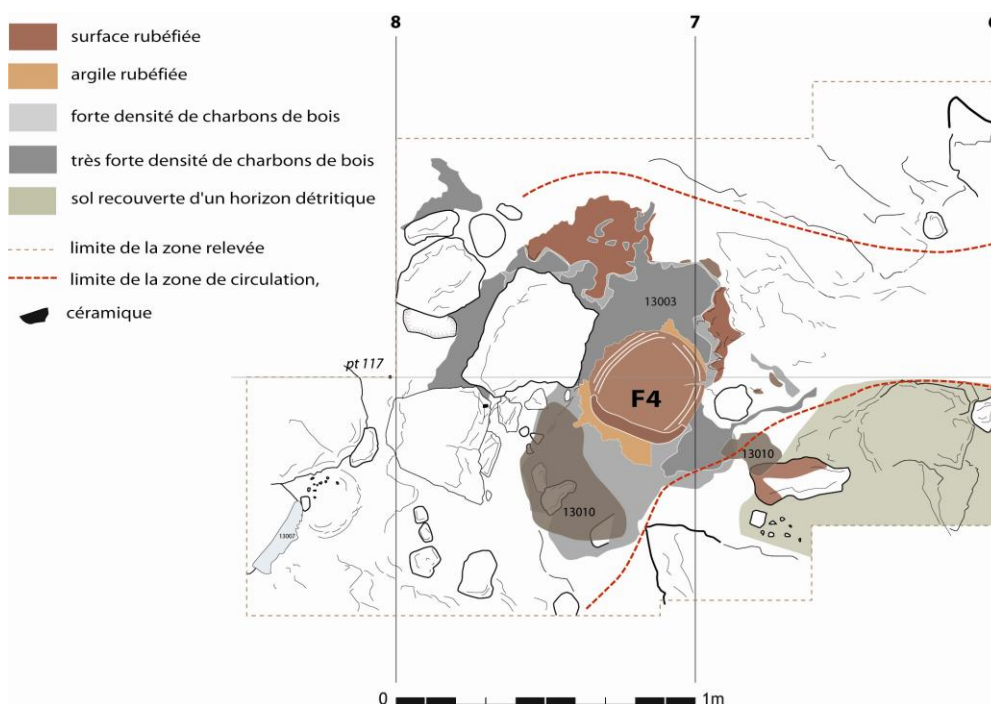 8
7
surface rubéfiée
argile rubéfiée
forte densité de charbons de bois
très forte densité de charbons de bois
sol recouverte d'un horizon détritique
limite de la zone relevée
limite de la zone de circulation,
céramique
13003
pt 117
F4
13010
13010
13007
0
1m